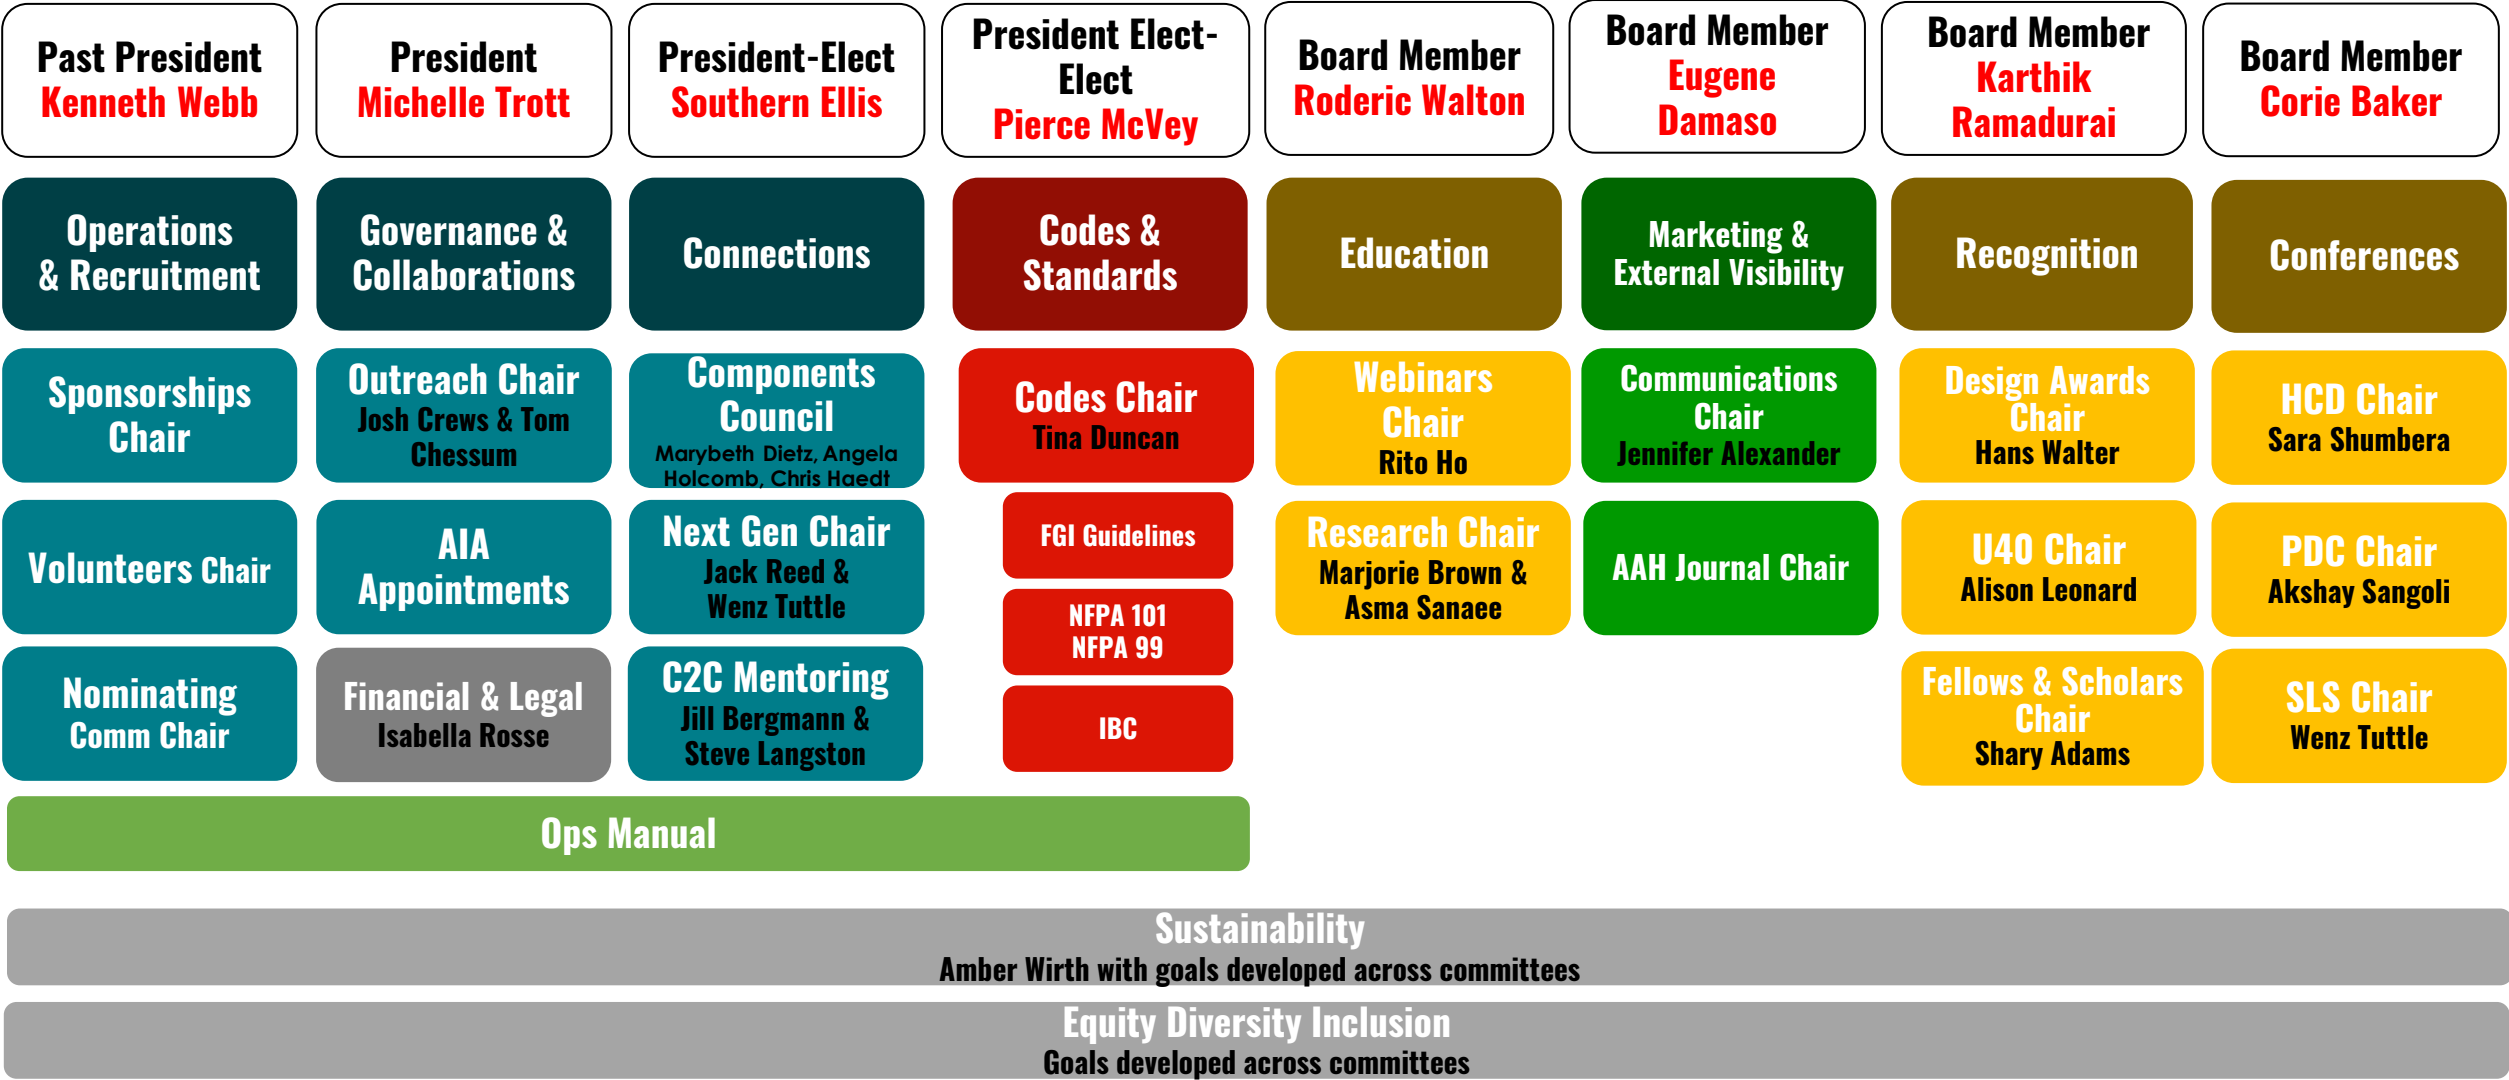 Past President
Kenneth Webb
President
Michelle Trott
President-Elect
Southern Ellis
President Elect-
Elect
Pierce McVey
Board Member
Roderic Walton
Board Member
Eugene
Damaso
Board Member
Karthik
Ramadurai
Board Member
Corie Baker
Operations
& Recruitment
Governance &
Collaborations
Connections
Codes &
Standards
Education
Marketing &
External Visibility
Recognition
Conferences
Sponsorships
Chair
Outreach Chair
Josh Crews & Tom
Chessum
Components
Council
Marybeth Dietz, Angela
Holcomb, Chris Haedt
Codes Chair
Tina Duncan
Webinars
Chair
Rito Ho
Communications
Chair
Jennifer Alexander
Design Awards
Chair
Hans Walter
HCD Chair
Sara Shumbera
Volunteers Chair
AIA
Appointments
Next Gen Chair
Jack Reed &
Wenz Tuttle
FGI Guidelines
NFPA 101
NFPA 99
IBC
Research Chair
Marjorie Brown &
Asma Sanaee
AAH Journal Chair
U40 Chair
Alison Leonard
PDC Chair
Akshay Sangoli
Nominating
Comm Chair
Financial & Legal
Isabella Rosse
C2C Mentoring
Jill Bergmann &
Steve Langston
Fellows & Scholars
Chair
Shary Adams
SLS Chair
Wenz Tuttle
Ops Manual
Sustainability
Amber Wirth with goals developed across committees
Equity Diversity Inclusion
Goals developed across committees